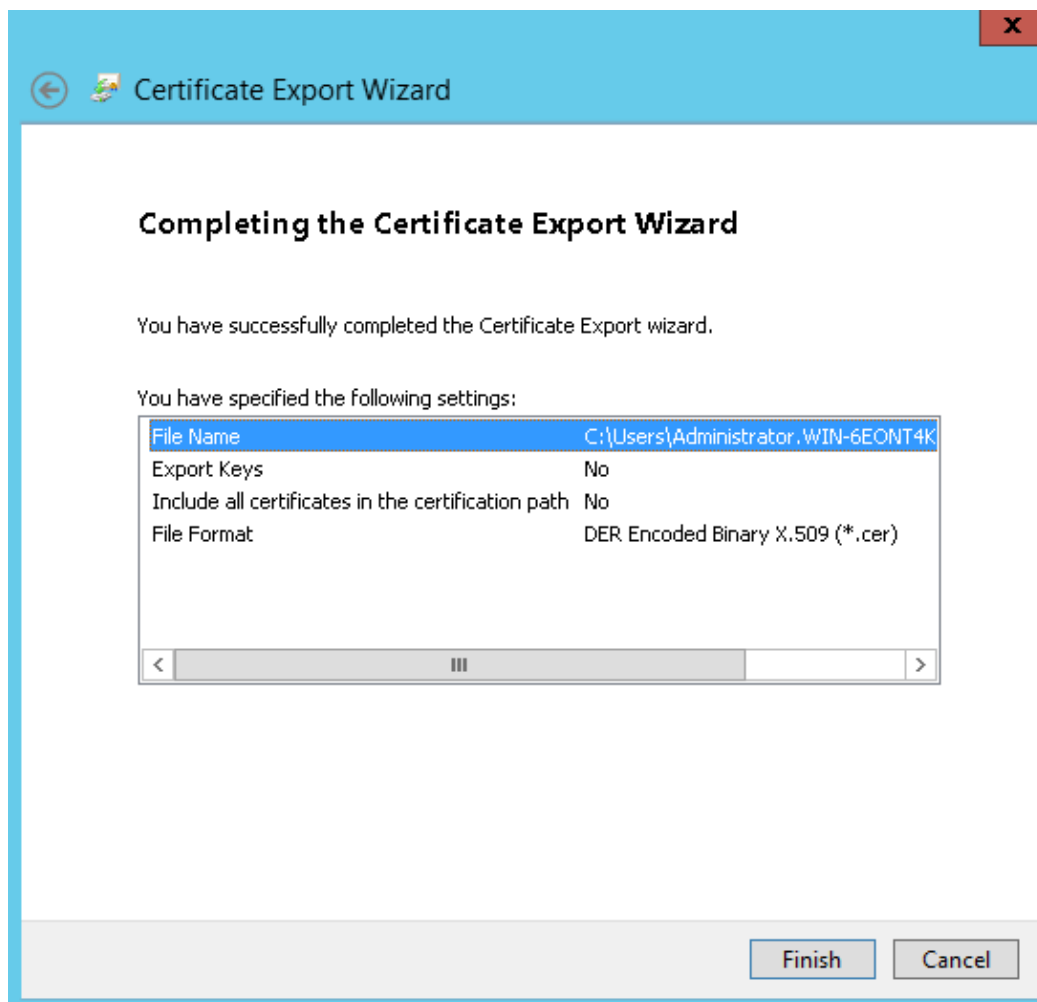 X
Certificate Export Wizard
Completing the Certificate Export Wizard
You have successfully completed the Certificate Export wizard.
You have specified the following settings:
File Name C:\Users\Administrator.WIN-6EONT4K
Export Keys No
Include all certificates in the certification path No
File Format DER Encoded Binary X.509 (*.cer)
Finish Cancel